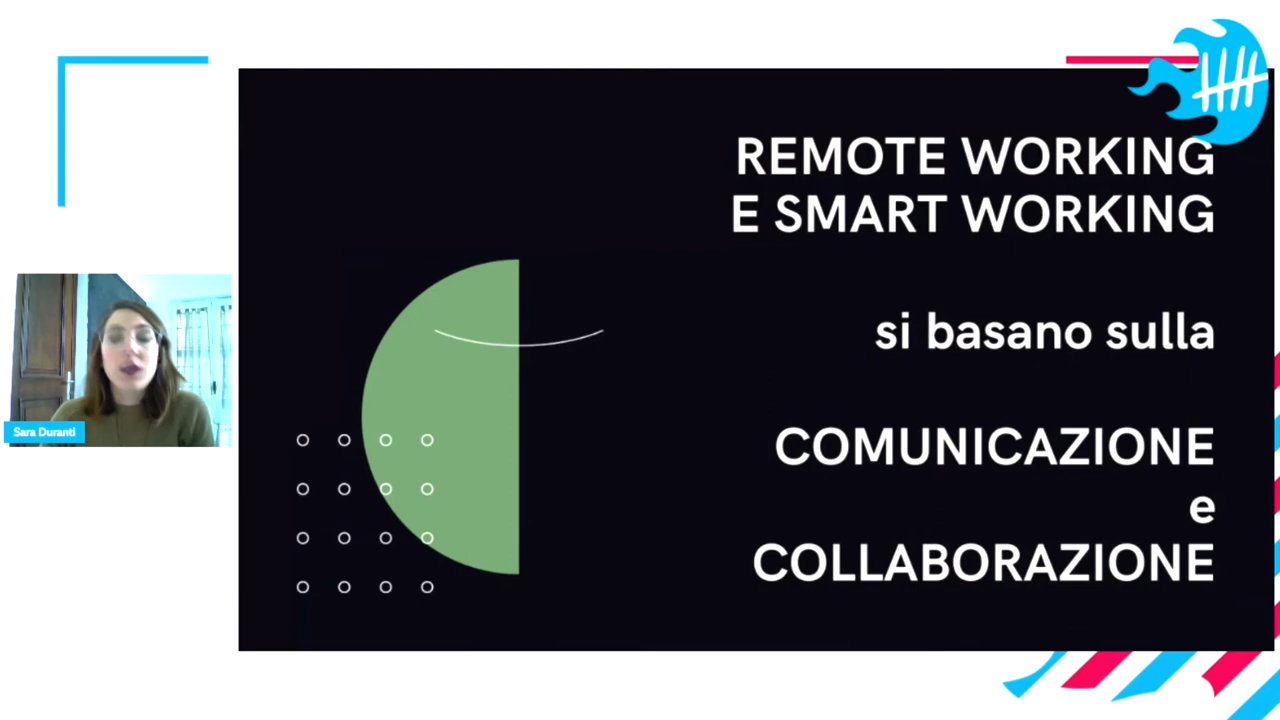 REMOTE WORKING
E SMART WORKING
si basano sulla
COMUNICAZIONE
e
COLLABORAZIONE
Sara Duranti